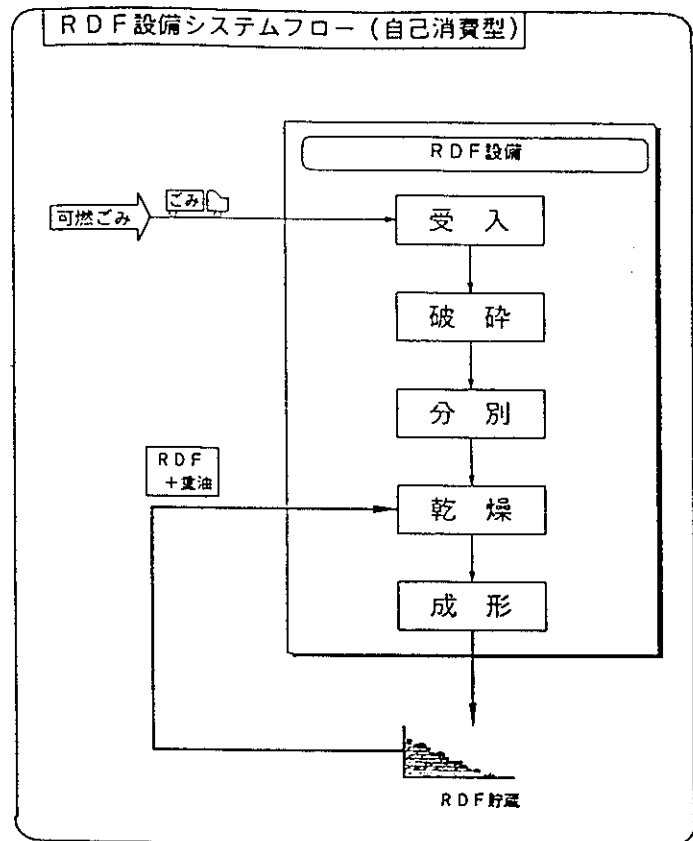 RDF設備システムフロー(自己消費型)
RDF設備
可燃ごみ
ごみ
受入
破砕
分別
RDF
+重油
乾燥
成形
RDF貯蔵